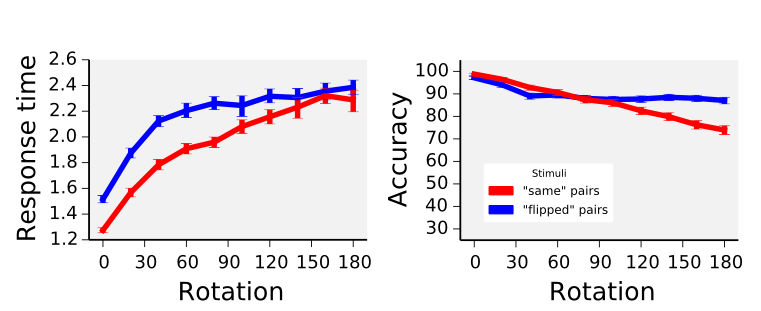 Response time
2.6
2.4
2.2
2.0
1.8
1.6
1.4
1.2
0 30 60 90 120 150 180
Rotation
Accuracy
100
90
80
70
60
50
40
30
Stimuli
"same" pairs
"flipped" pairs
0 30 60 90 120 150 180
Rotation